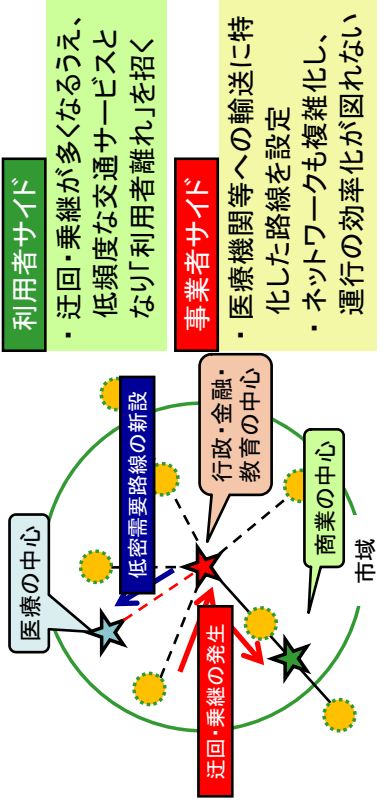 医療の中心
低密需要路線の新設
行政・金融・
教育の中心
迂回・乗継の発生
商業の中心
市域
利用者サイド
・ 迂回・乗継が多くなるうえ、
低頻度な交通サービスと
なり「利用者離れ」を招く
事業者サイド
・ 医療機関等への輸送に特
化した路線を設定
・ ネットワークも複雑化し、
運行の効率化が図れない